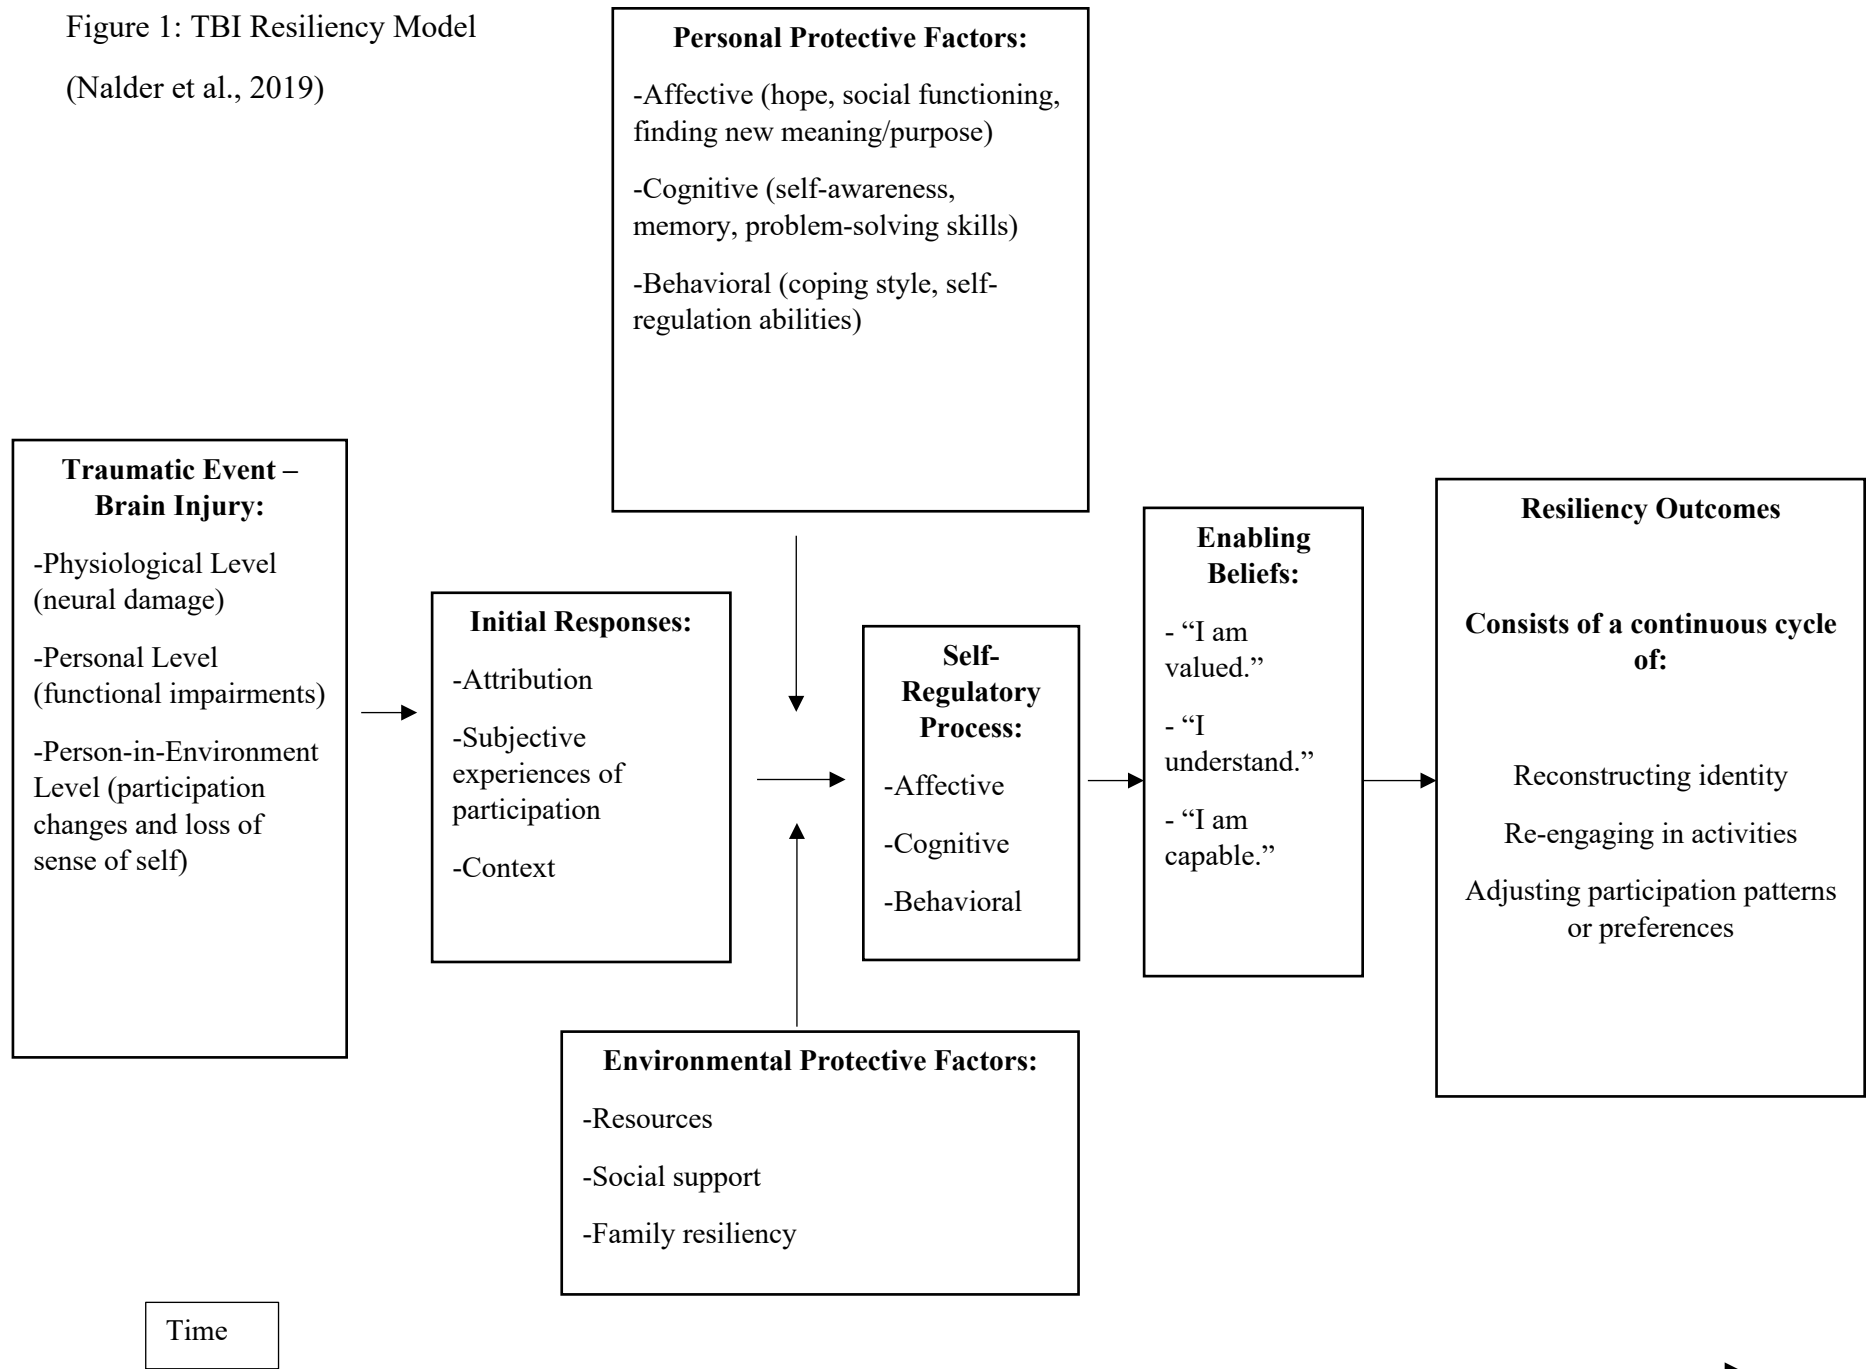 Figure 1: TBI Resiliency Model
(Nalder et al., 2019)
Personal Protective Factors:
-Affective (hope, social functioning,
finding new meaning/purpose)
-Cognitive (self-awareness,
memory, problem-solving skills)
-Behavioral (coping style, self-
regulation abilities)
Traumatic Event –
Brain Injury:
-Physiological Level
(neural damage)
-Personal Level
(functional impairments)
-Person-in-Environment
Level (participation
changes and loss of
sense of self)
Initial Responses:
-Attribution
-Subjective
experiences of
participation
-Context
Self-
Regulatory
Process:
-Affective
-Cognitive
-Behavioral
Enabling
Beliefs:
- “I am
valued.”
- “I
understand.”
- “I am
capable.”
Resiliency Outcomes
Consists of a continuous cycle
of:
Reconstructing identity
Re-engaging in activities
Adjusting participation patterns
or preferences
Environmental Protective Factors:
-Resources
-Social support
-Family resiliency
Time